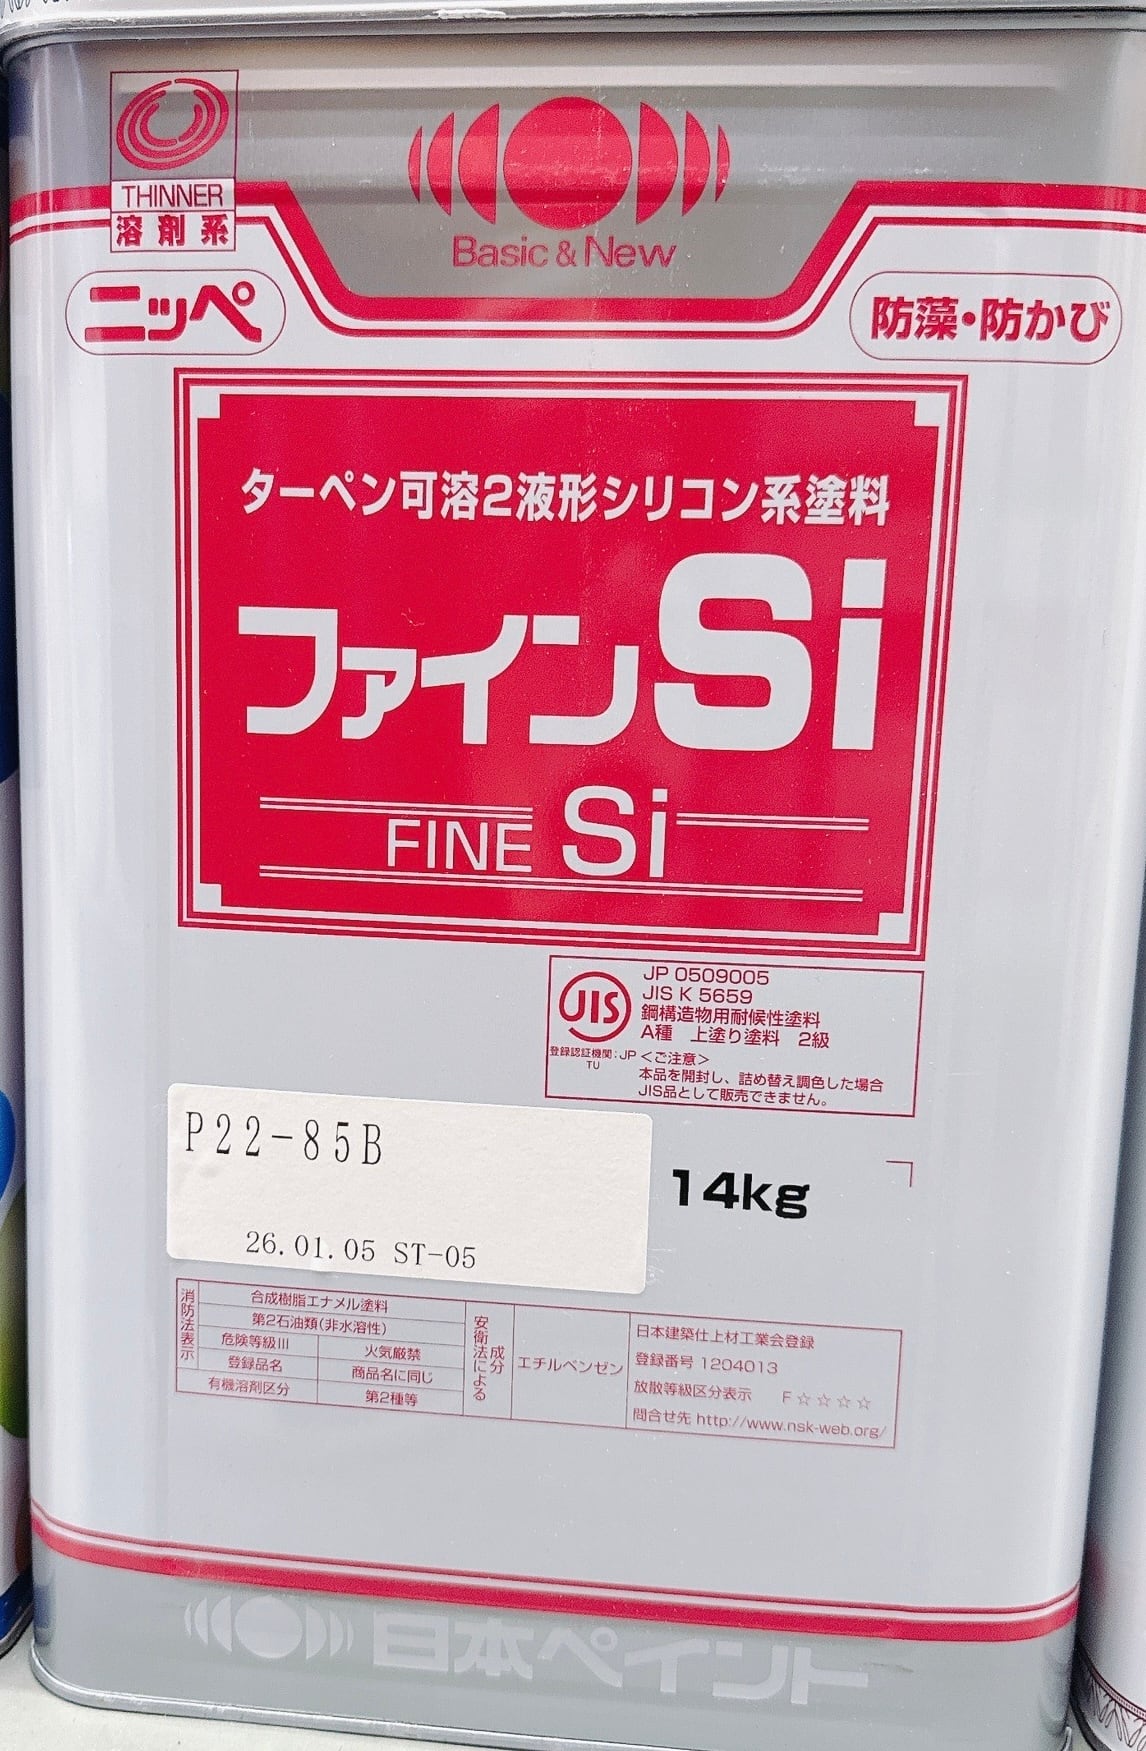 THINNER
溶剤系
Basic & New
ニッペ
防藻・防かび
ターペン可溶2液形シリコン系塗料
ファインSi
FINE Si
JIS
JP 0509005
JIS K 5659
鋼構造物用耐候性塗料
A種 上塗り塗料 2級
登録認証機関:JP
TU
<ご注意>
本品を開封し、詰め替え調色した場合
JIS品として販売できません。
P22-85B
26.01.05 ST-05
14kg
消防法表示
合成樹脂エナメル塗料
第2石油類(非水溶性)
危険等級III 火気厳禁
登録品名 商品名に同じ
有機溶剤区分 第2種等
安衛法による成分
エチルベンゼン
日本建築仕上材工業会登録
登録番号 1204013
放散等級区分表示 F☆☆☆☆
問合せ先 http://www.nsk-web.org/
日本ペイント